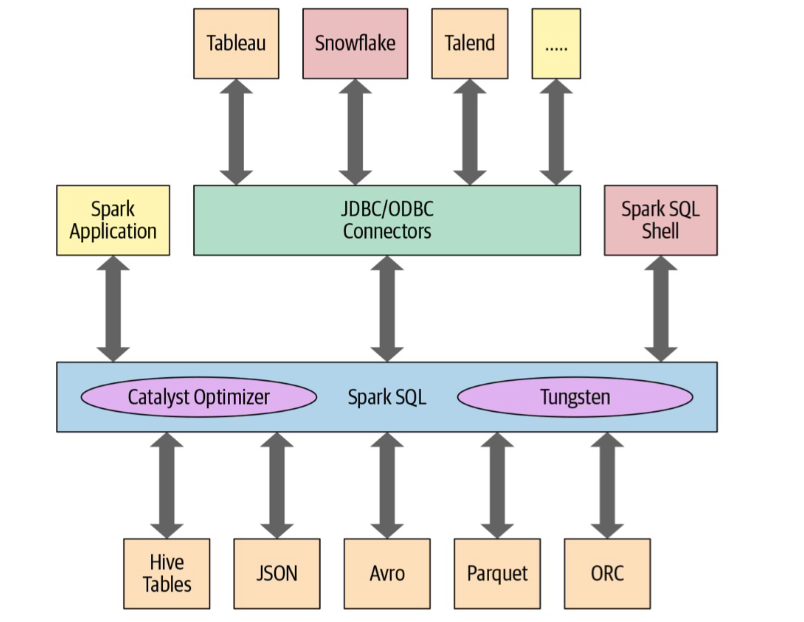 Tableau
Snowflake
Talend
.....
Spark
Application
JDBC/ODBC
Connectors
Spark SQL
Shell
Catalyst Optimizer
Spark SQL
Tungsten
Hive
Tables
JSON
Avro
Parquet
ORC